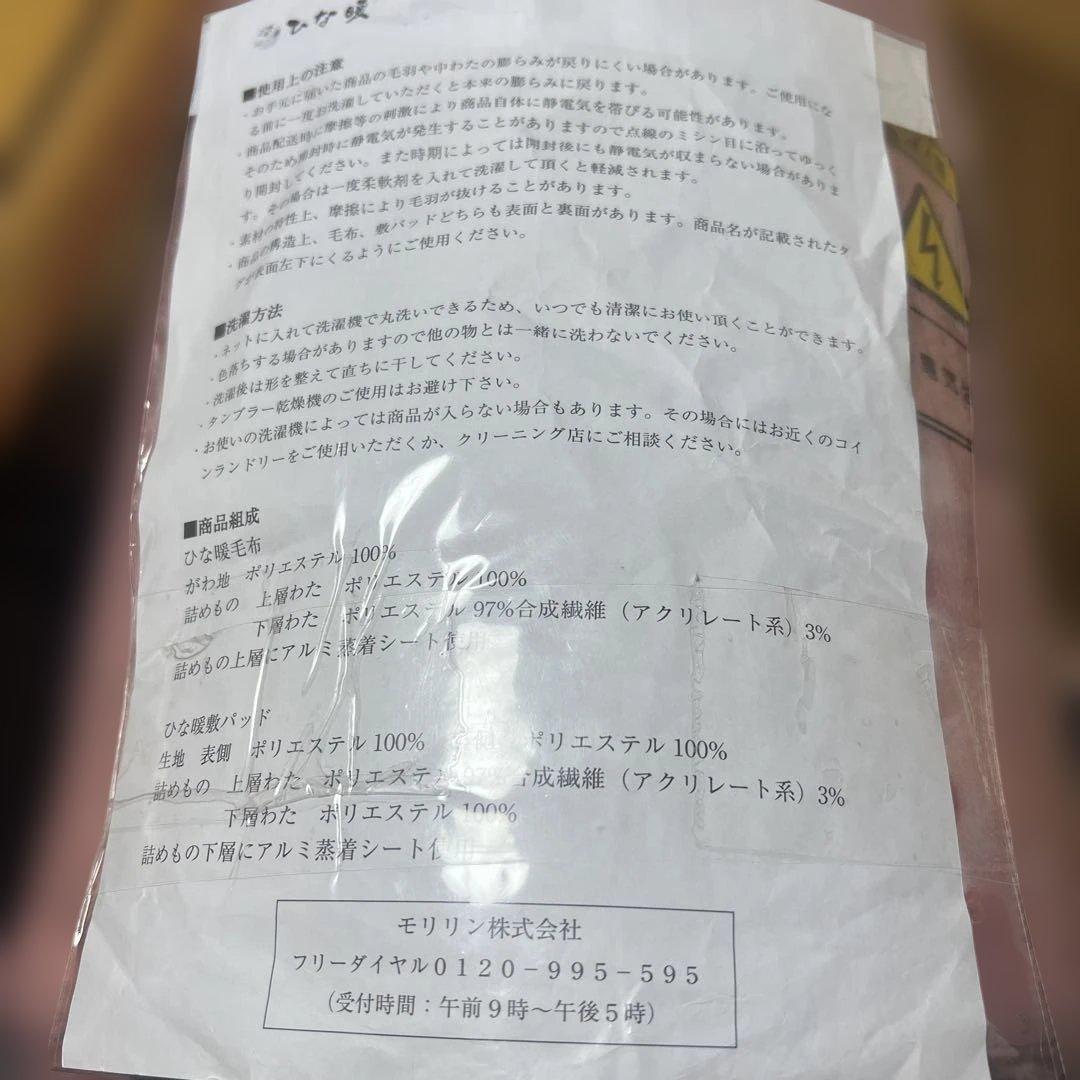 ひな暖
■使用上の注意
・お手元に届いた商品の毛羽や中わたの膨らみが戻りにくい場合があります。ご使用にな
る前に一度お洗濯していただくと本来の膨らみに戻ります。
・商品配送時に摩擦等の刺激により商品自体に静電気を帯びる可能性があります。
そのため開封時に静電気が発生することがありますので点線のミシン目に沿ってゆっく
り開封してください。また時期によっては開封後にも静電気が収まらない場合がありま
す。その場合は一度柔軟剤を入れて洗濯して頂くと軽減されます。
・素材の特性上、摩擦により毛羽が抜けることがあります。
・商品の構造上、毛布、敷パッドどちらも表面と裏面があります。商品名が記載されたタ
グが表面左下にくるようにご使用ください。
■洗濯方法
・ネットに入れて洗濯機で丸洗いできるため、いつでも清潔にお使い頂くことができます。
・色落ちする場合がありますので他の物とは一緒に洗わないでください。
・洗濯後は形を整えて直ちに干してください。
・タンブラー乾燥機のご使用はお避け下さい。
・お使いの洗濯機によっては商品が入らない場合もあります。その場合にはお近くのコイ
ンランドリーをご使用いただくか、クリーニング店にご相談ください。
■商品組成
ひな暖毛布
がわ地 ポリエステル 100%
詰めもの 上層わた ポリエステル 100%
下層わた ポリエステル 97%合成繊維（アクリレート系）3%
詰めもの上層にアルミ蒸着シート使用
ひな暖敷パッド
生地 表側 ポリエステル 100% 側 ポリエステル 100%
詰めもの 上層わた ポリエステル 97%合成繊維（アクリレート系）3%
下層わた ポリエステル 100%
詰めもの下層にアルミ蒸着シート使用
モリリン株式会社
フリーダイヤル０１２０－９９５－５９５
（受付時間：午前９時～午後５時）